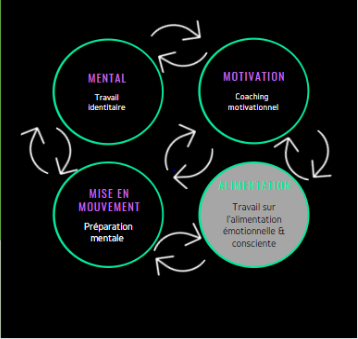 MENTAL
Travail
identitaire
MOTIVATION
Coaching
motivationnel
MISE EN
MOUVEMENT
Préparation
mentale
ALIMENTATION
Travail sur
l'alimentation
émotionnelle &
consciente